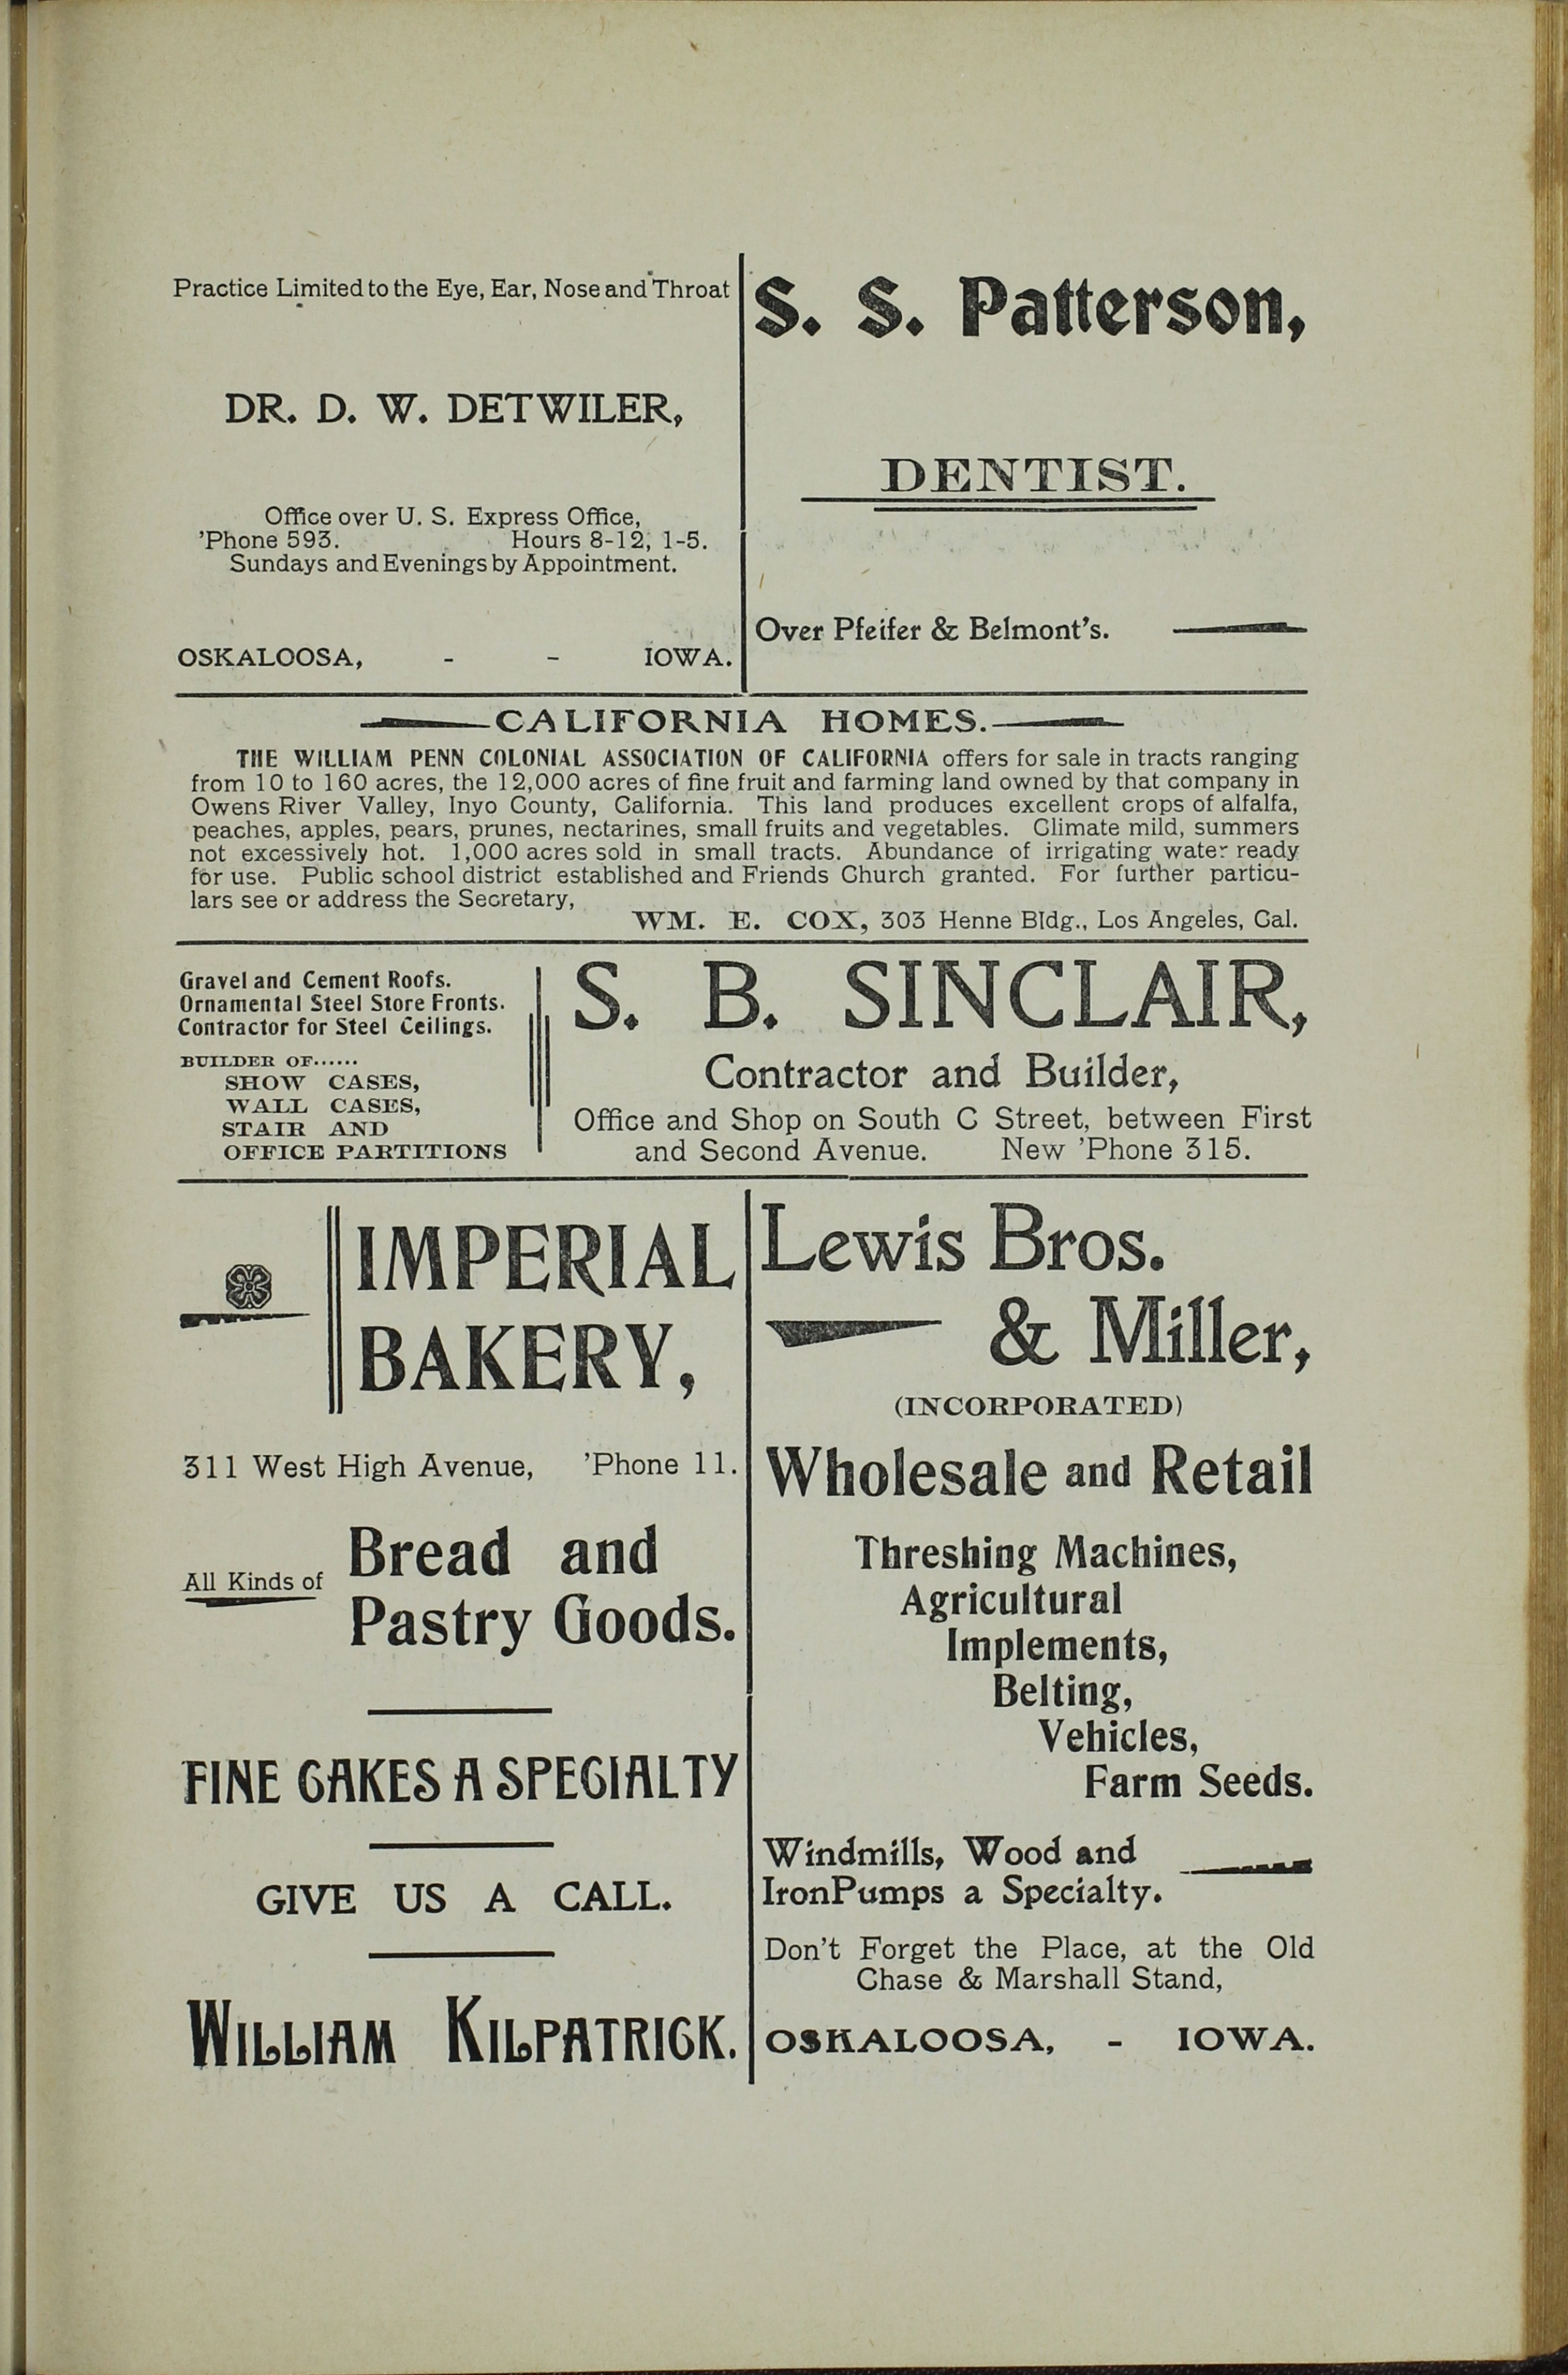 Practice Limited to the Eye, Ear, Nose and Throat
DR. D. W. DETWILER,
Office over U. S. Express Office,
'Phone 593. Hours 8-12, 1-5.
Sundays and Evenings by Appointment.
OSKALOOSA, - - IOWA.
S. S. Patterson,
DENTIST.
Over Pfeifer & Belmont's.
CALIFORNIA HOMES.
THE WILLIAM PENN COLONIAL ASSOCIATION OF CALIFORNIA offers for sale in tracts ranging
from 10 to 160 acres, the 12,000 acres of fine fruit and farming land owned by that company in
Owens River Valley, Inyo County, California. This land produces excellent crops of alfalfa,
peaches, apples, pears, prunes, nectarines, small fruits and vegetables. Climate mild, summers
not excessively hot. 1,000 acres sold in small tracts. Abundance of irrigating water ready
for use. Public school district established and Friends Church granted. For further particu-
lars see or address the Secretary,
WM. E. COX, 303 Henne Bldg., Los Angeles, Cal.
Gravel and Cement Roofs.
Ornamental Steel Store Fronts.
Contractor for Steel Ceilings.
BUILDER OF......
SHOW CASES,
WALL CASES,
STAIR AND
OFFICE PARTITIONS
S. B. SINCLAIR,
Contractor and Builder,
Office and Shop on South C Street, between First
and Second Avenue. New 'Phone 315.
IMPERIAL
BAKERY,
311 West High Avenue, 'Phone 11.
All Kinds of
Bread and
Pastry Goods.
FINE CAKES A SPECIALTY
GIVE US A CALL.
WILLIAM KILPATRICK.
Lewis Bros.
& Miller,
(INCORPORATED)
Wholesale and Retail
Threshing Machines,
Agricultural
Implements,
Belting,
Vehicles,
Farm Seeds.
Windmills, Wood and
Iron Pumps a Specialty.
Don't Forget the Place, at the Old
Chase & Marshall Stand,
OSKALOOSA, - IOWA.